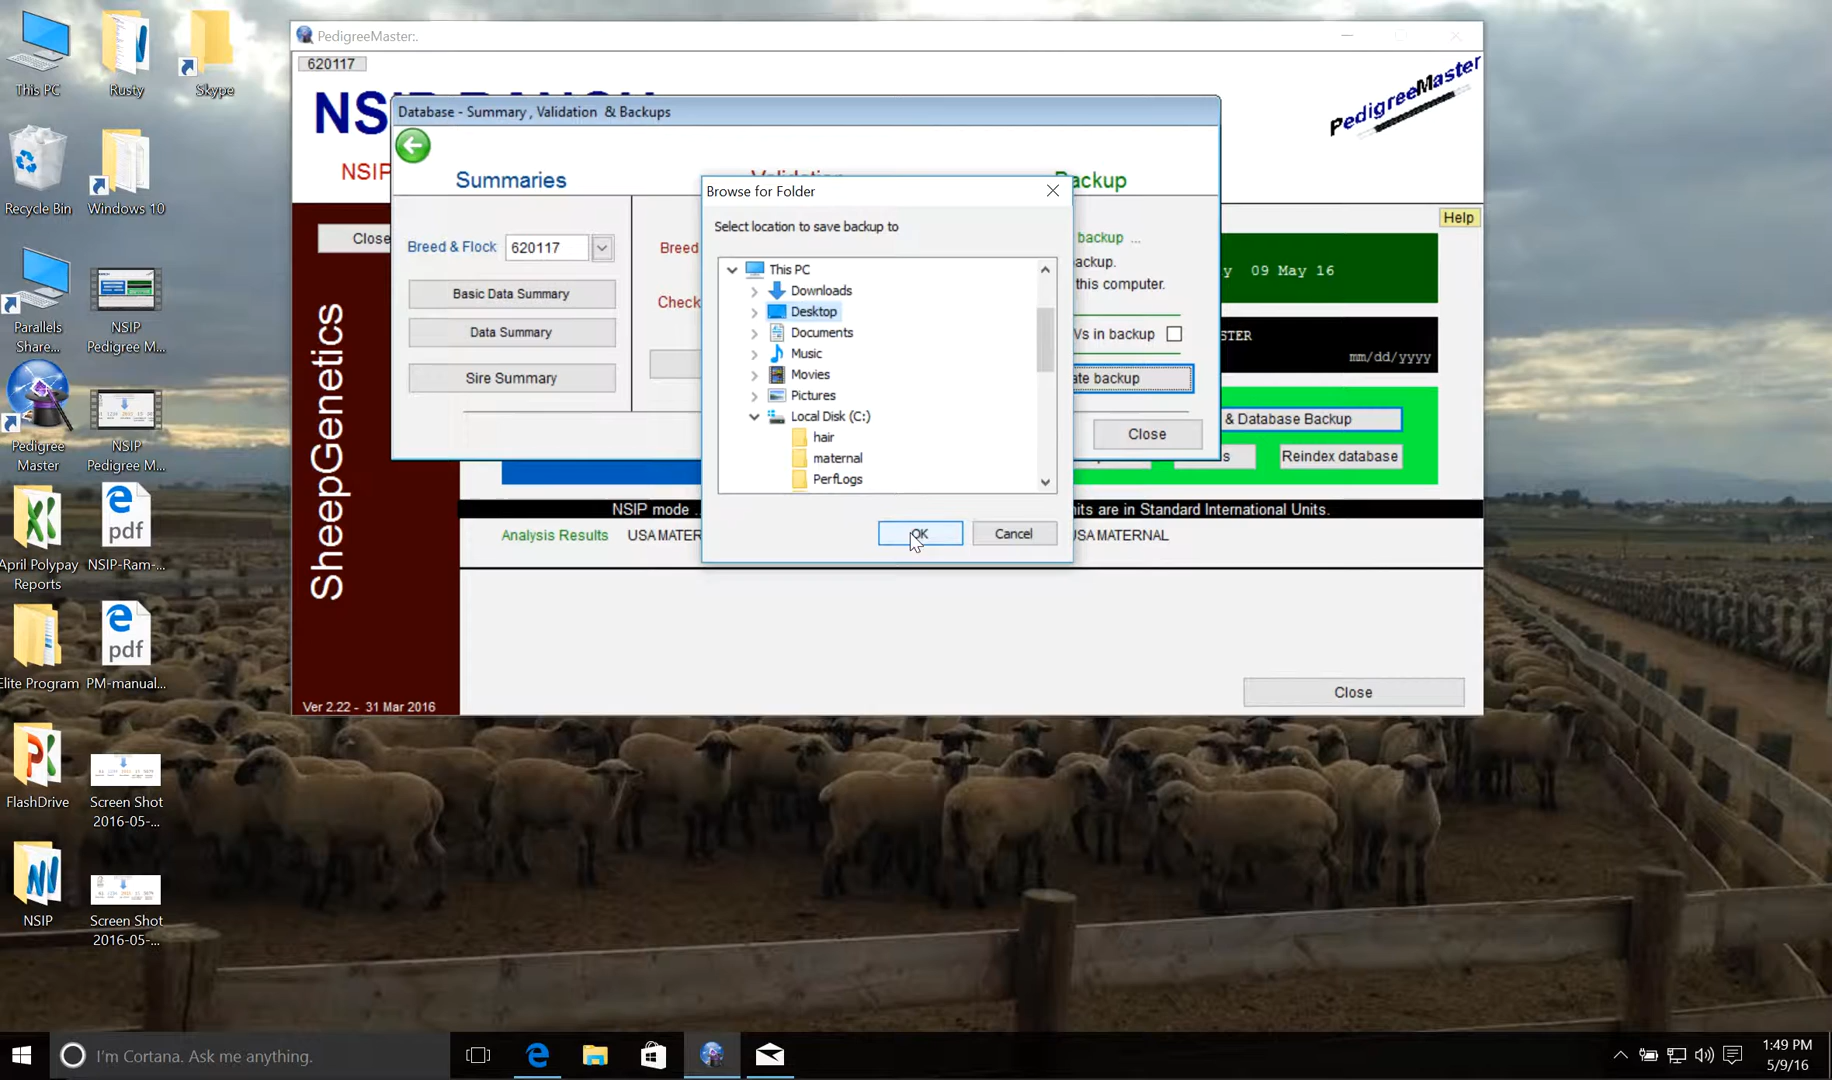 This PC
Rusty
Skype
Recycle Bin
Windows 10
Parallels
Share...
NSIP
Pedigree M...
Pedigree
Master
NSIP
Pedigree M...
April Polypay
Reports
NSIP-Ram-...
pdf
Elite Program
PM-manual...
pdf
FlashDrive
Screen Shot
2016-05-...
NSIP
Screen Shot
2016-05-...
PedigreeMaster:.
620117
NSIP RANCH
NSIP
PedigreeMaster
Close
SheepGenetics
Ver 2.22 - 31 Mar 2016
Database - Summary , Validation & Backups
Summaries
Validation
Backup
Breed & Flock
620117
Basic Data Summary
Data Summary
Sire Summary
Breed
Check
backup ...
ackup.
this computer.
Vs in backup
ate backup
Close
Browse for Folder
Select location to save backup to
This PC
Downloads
Desktop
Documents
Music
Movies
Pictures
Local Disk (C:)
hair
maternal
PerfLogs
OK
Cancel
Help
y 09 May 16
STER
mm/dd/yyyy
& Database Backup
s
Reindex database
NSIP mode ..
its are in Standard International Units.
Analysis Results
USA MATER
USA MATERNAL
Close
I'm Cortana. Ask me anything.
1:49 PM
5/9/16